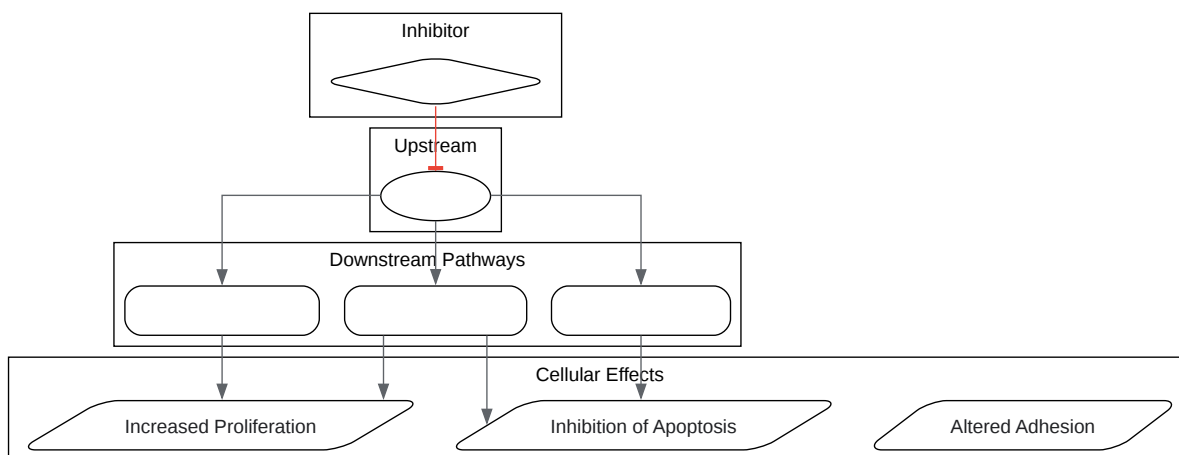 Inhibitor
Upstream
Downstream Pathways
Cellular Effects
Increased Proliferation
Inhibition of Apoptosis
Altered Adhesion